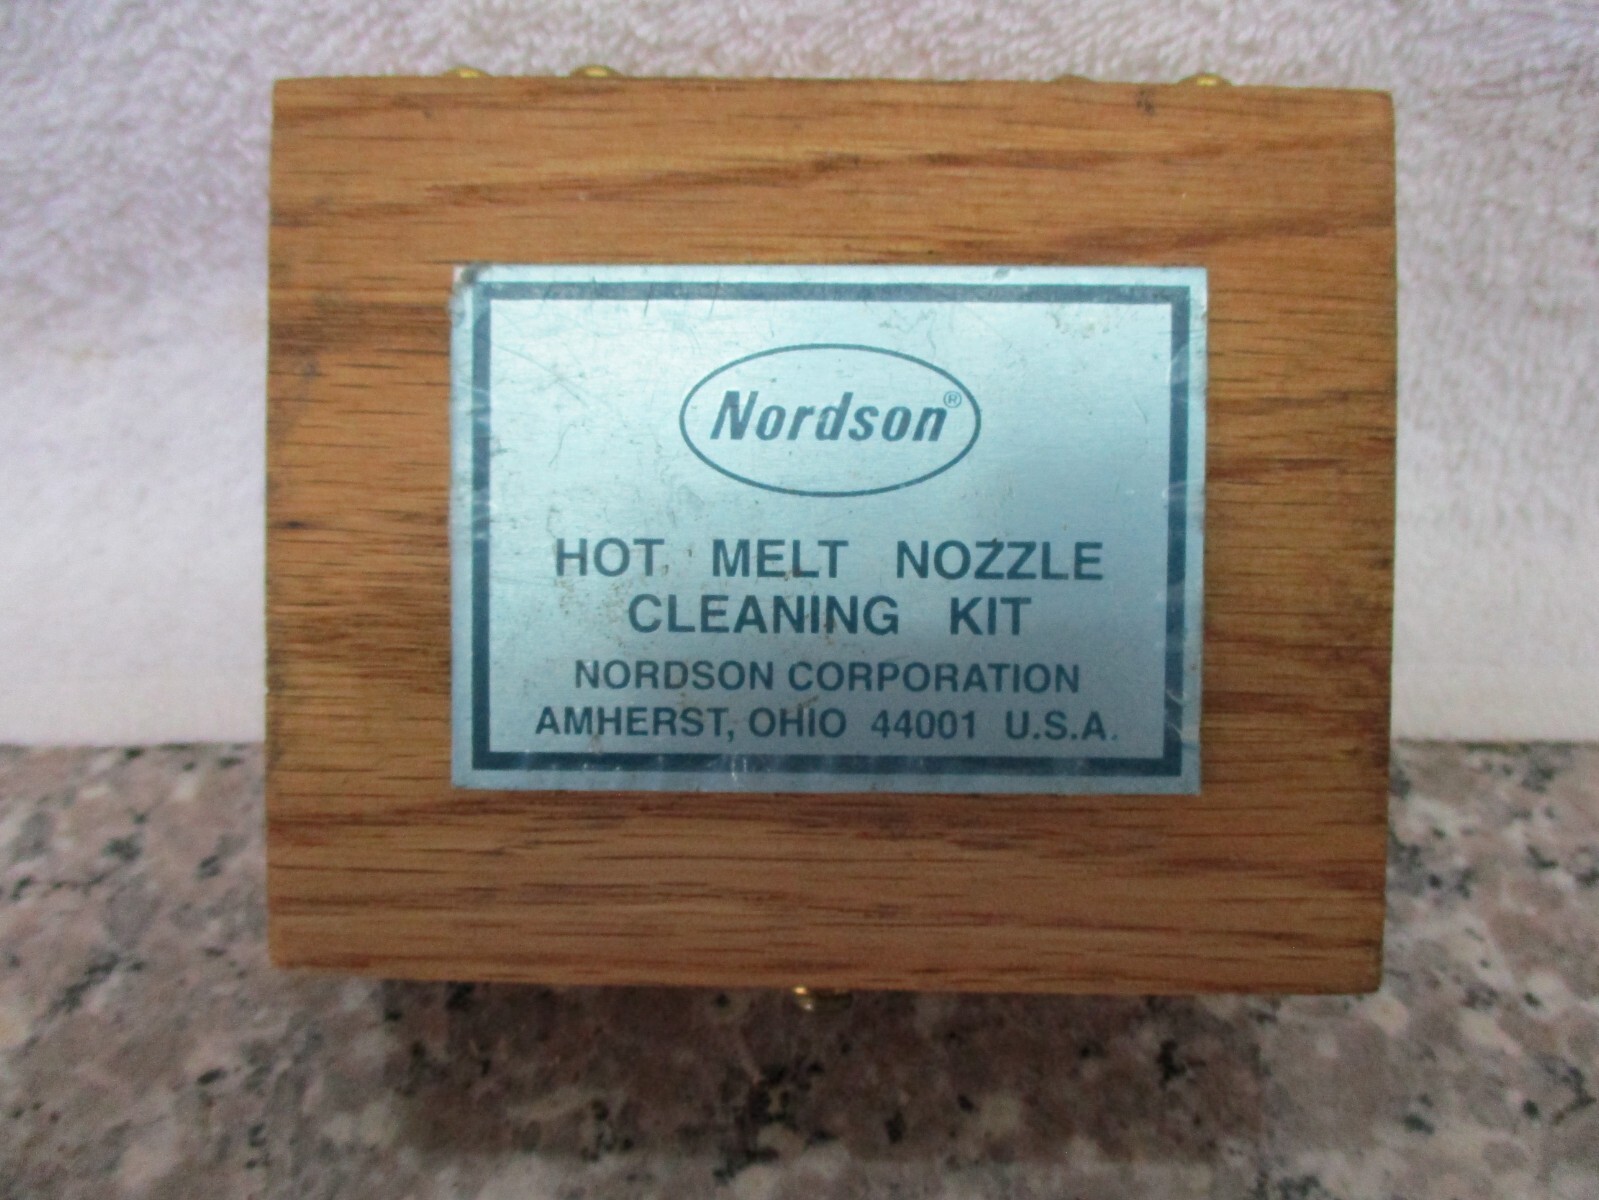 Nordson®
HOT MELT NOZZLE
CLEANING KIT
NORDSON CORPORATION
AMHERST, OHIO 44001 U.S.A.